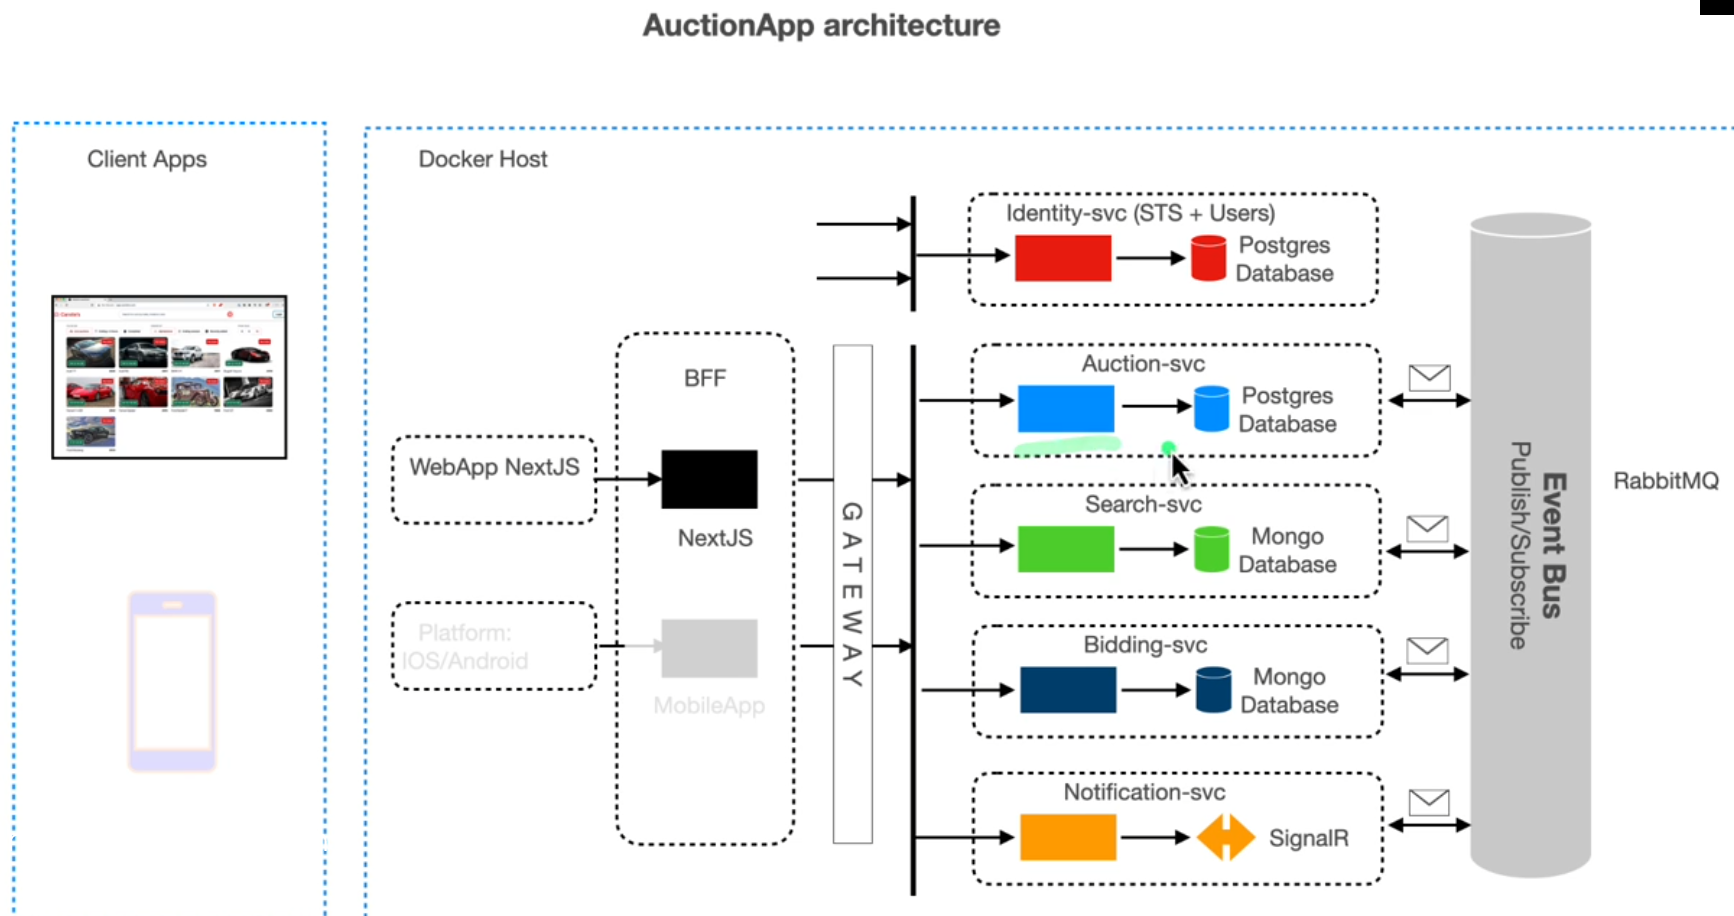 AuctionApp architecture
Client Apps
Docker Host
Identity-svc (STS + Users)
Postgres
Database
BFF
WebApp NextJS
NextJS
Platform:
IOS/Android
MobileApp
GATEWAY
Auction-svc
Postgres
Database
Search-svc
Mongo
Database
Bidding-svc
Mongo
Database
Notification-svc
SignalR
Event Bus
Publish/Subscribe
RabbitMQ